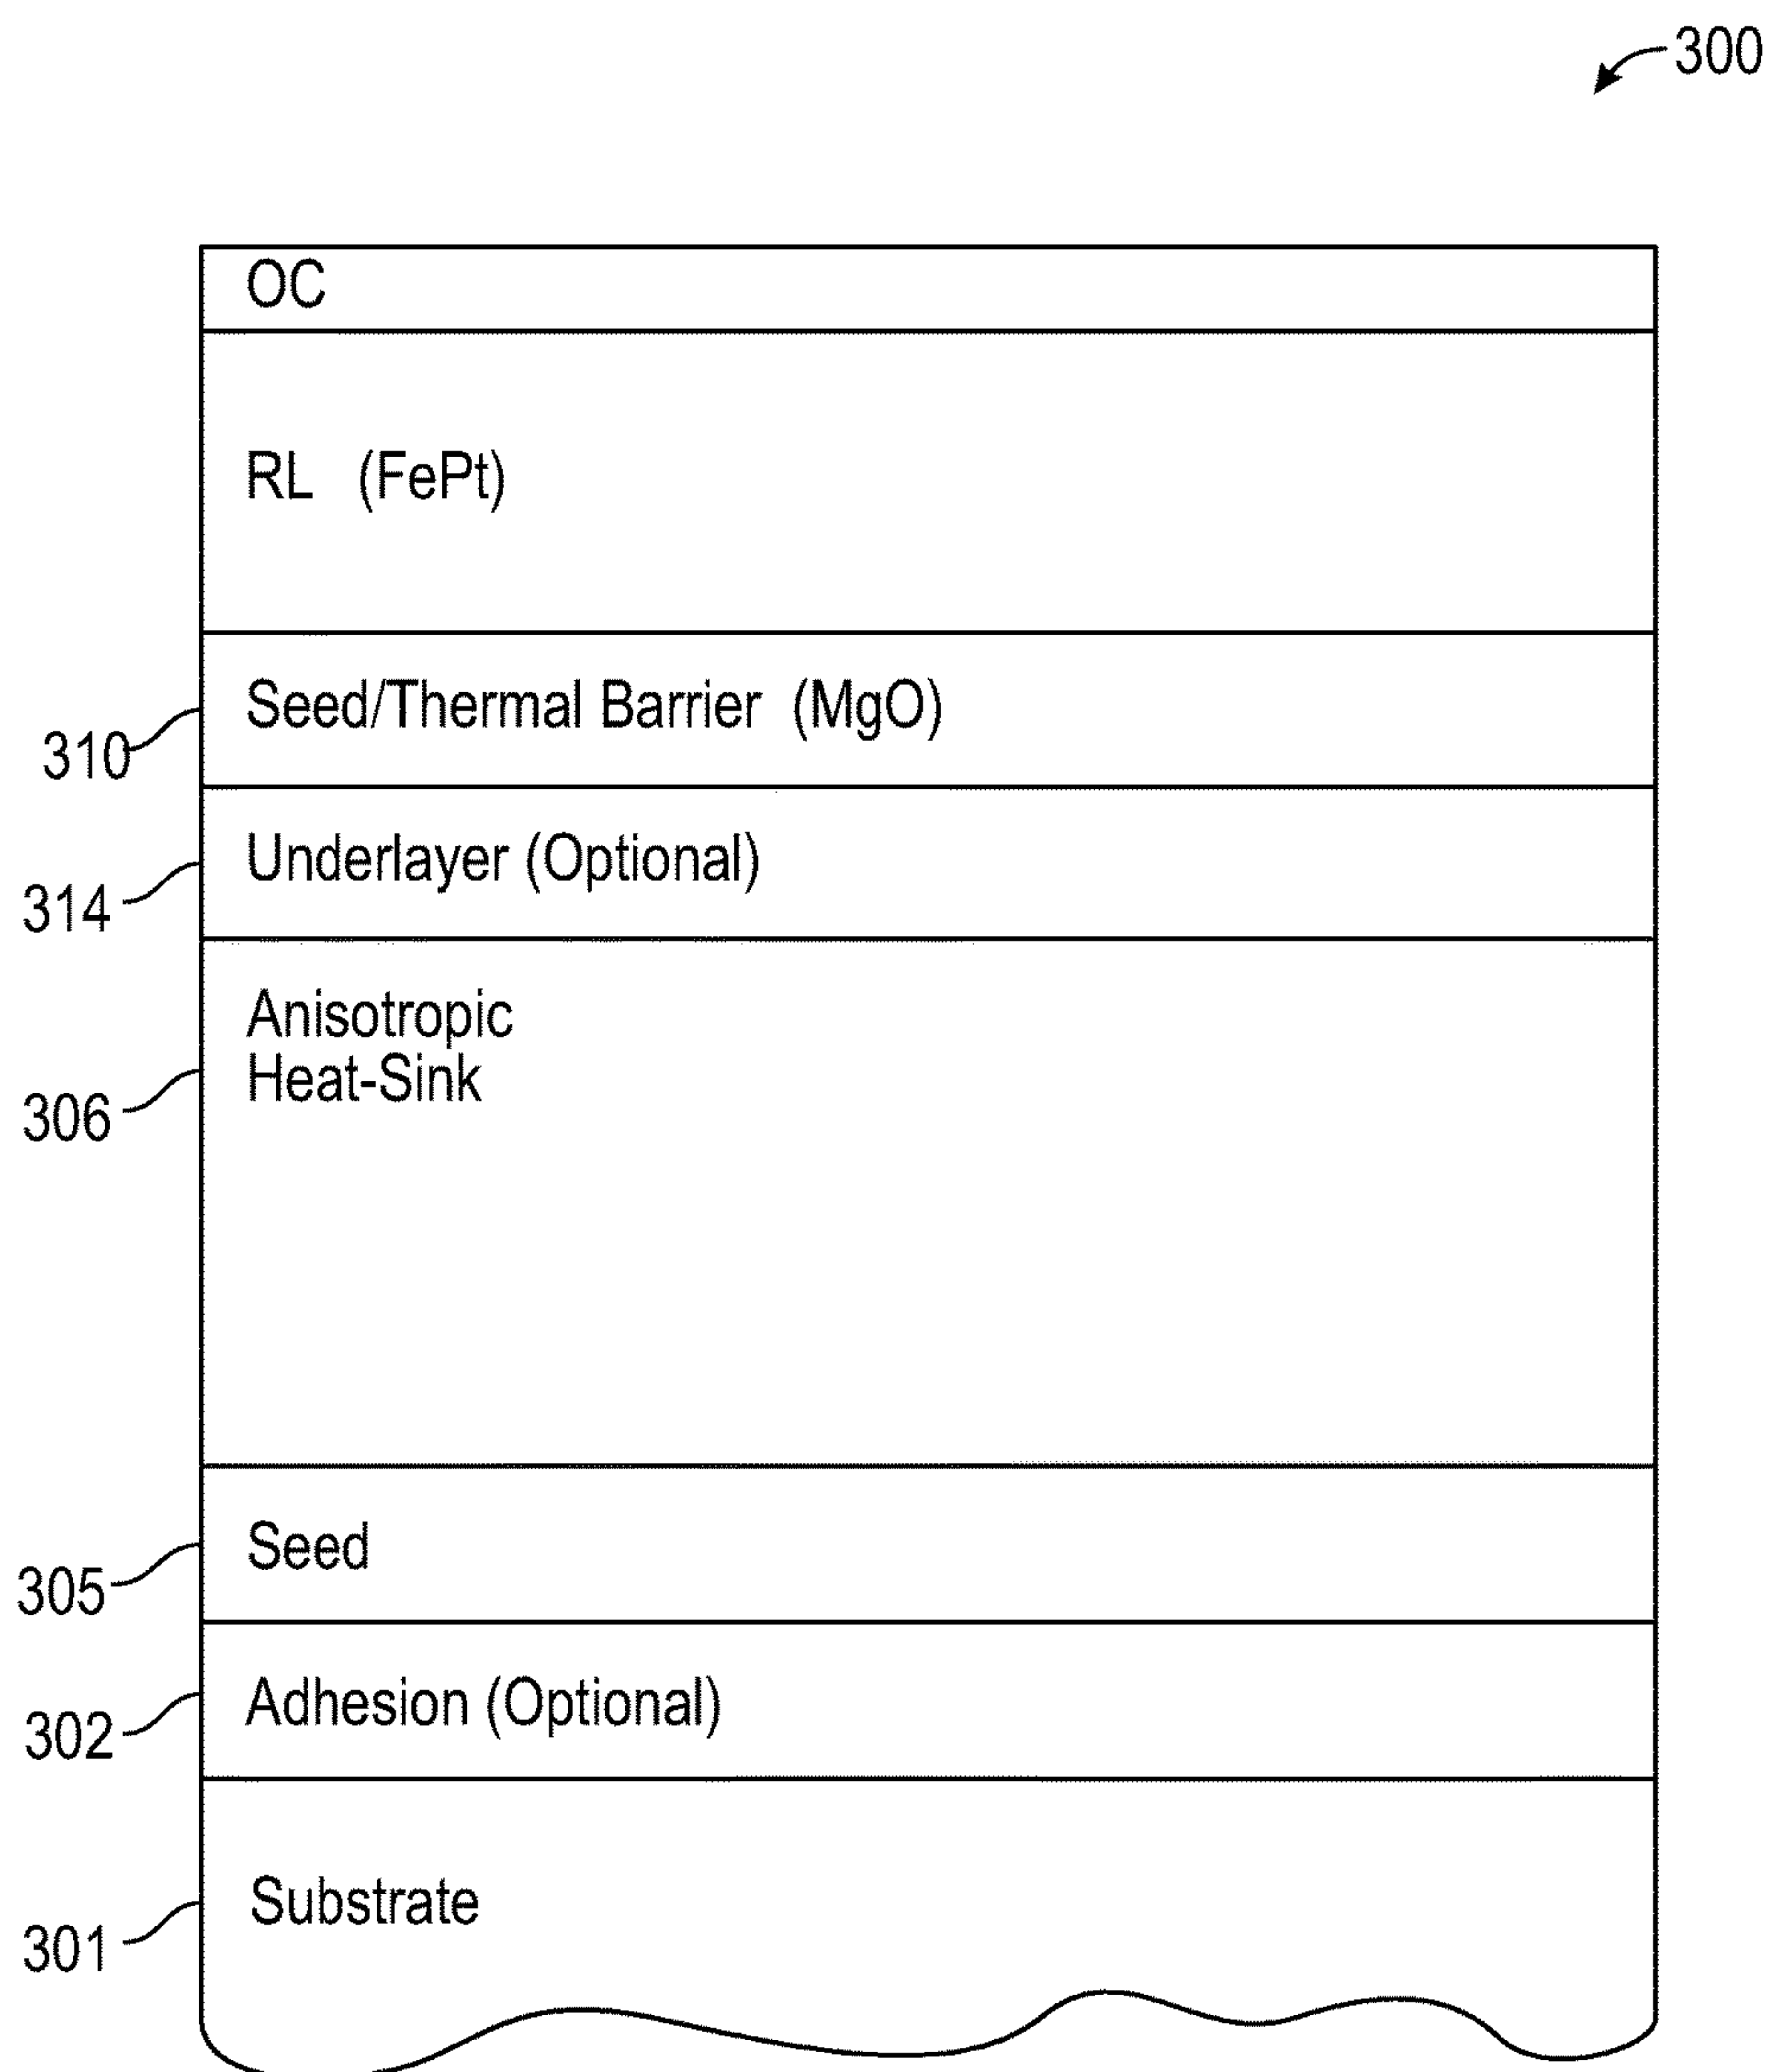 300
OC
RL (FePt)
Seed/Thermal Barrier (MgO)
310
Underlayer (Optional)
314
Anisotropic
Heat-Sink
306
Seed
305
Adhesion (Optional)
302
Substrate
301